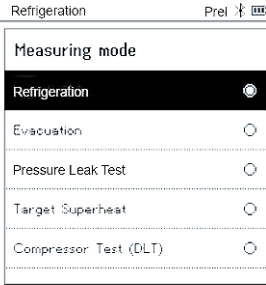 Refrigeration Prel
Measuring mode
Refrigeration
Evacuation
Pressure Leak Test
Target Superheat
Compressor Test (DLT)